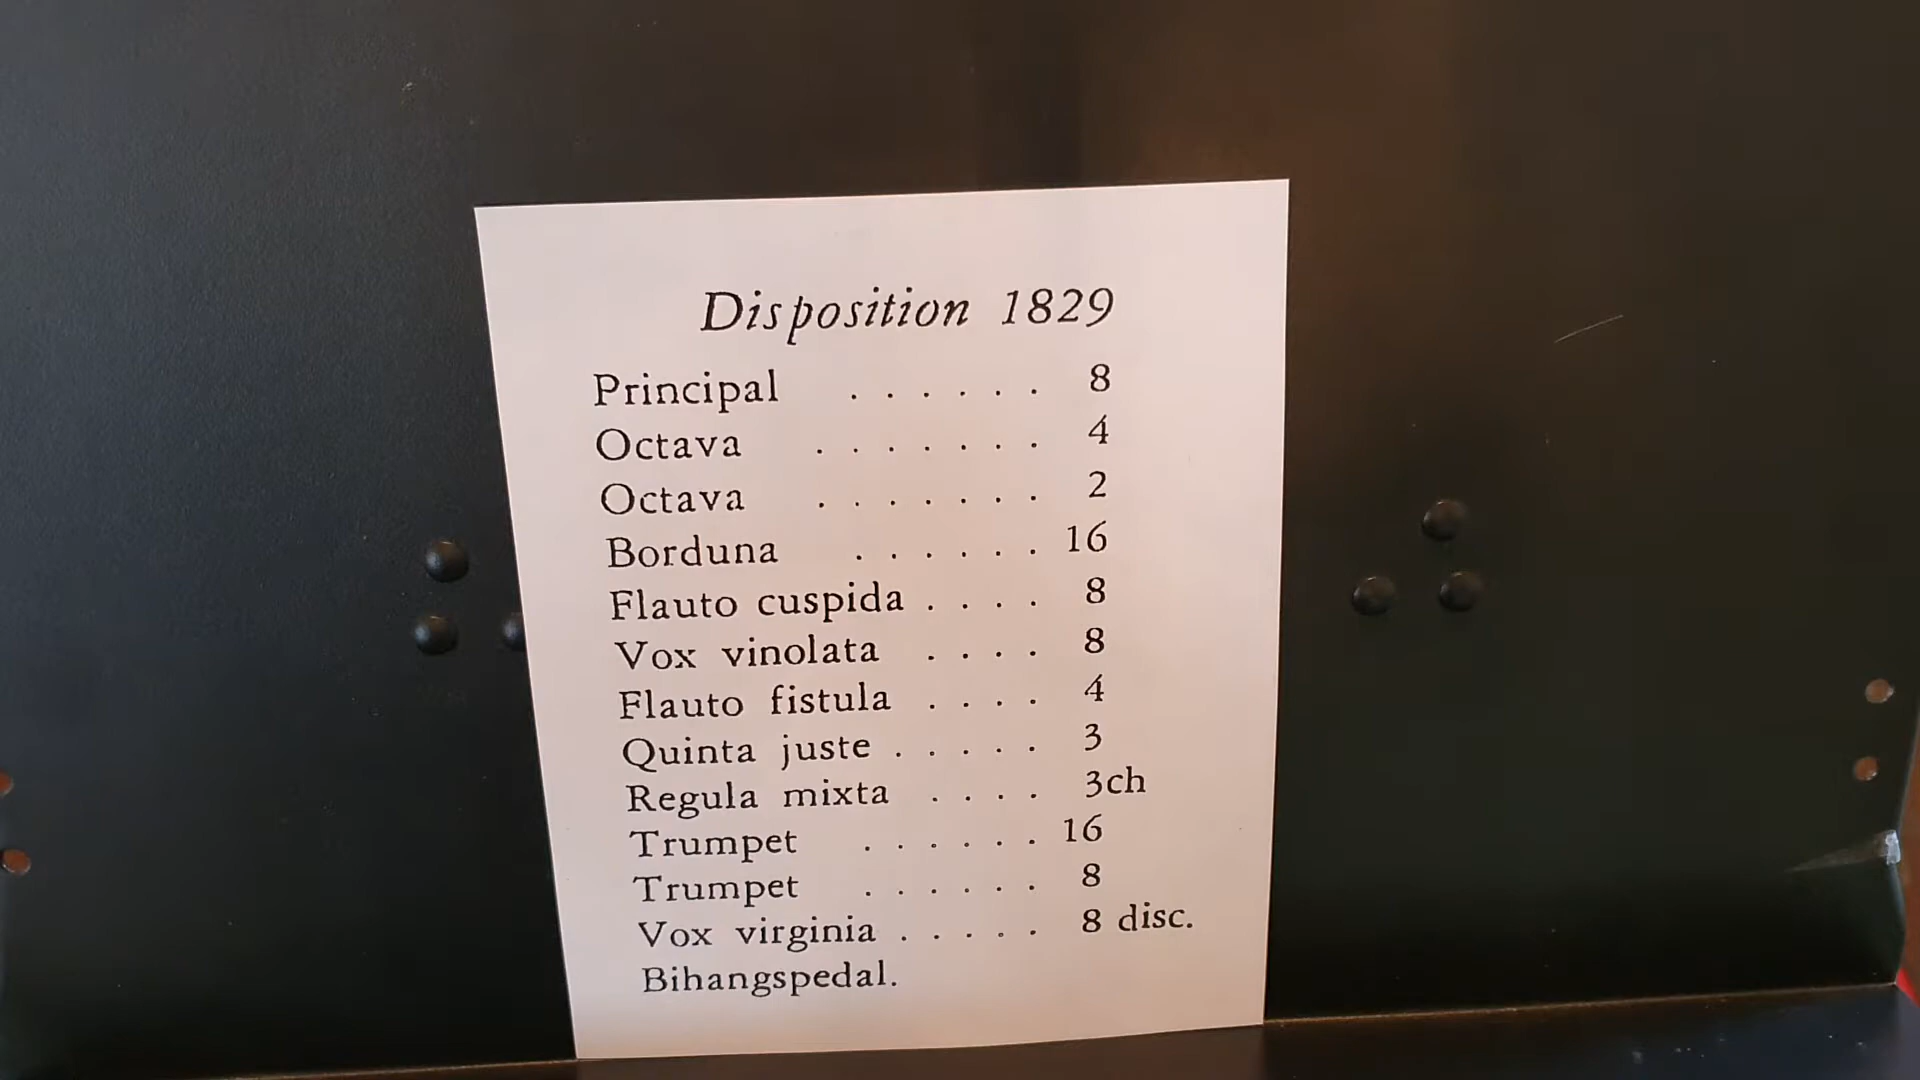 Disposition 1829
Principal . . . . . . 8
Octava . . . . . . . 4
Octava . . . . . . . 2
Borduna . . . . . . 16
Flauto cuspida . . . . 8
Vox vinolata . . . . 8
Flauto fistula . . . . 4
Quinta juste . . . . . 3
Regula mixta . . . . 3ch
Trumpet . . . . . . 16
Trumpet . . . . . . 8
Vox virginia . . . . . 8 disc.
Bihangspedal.